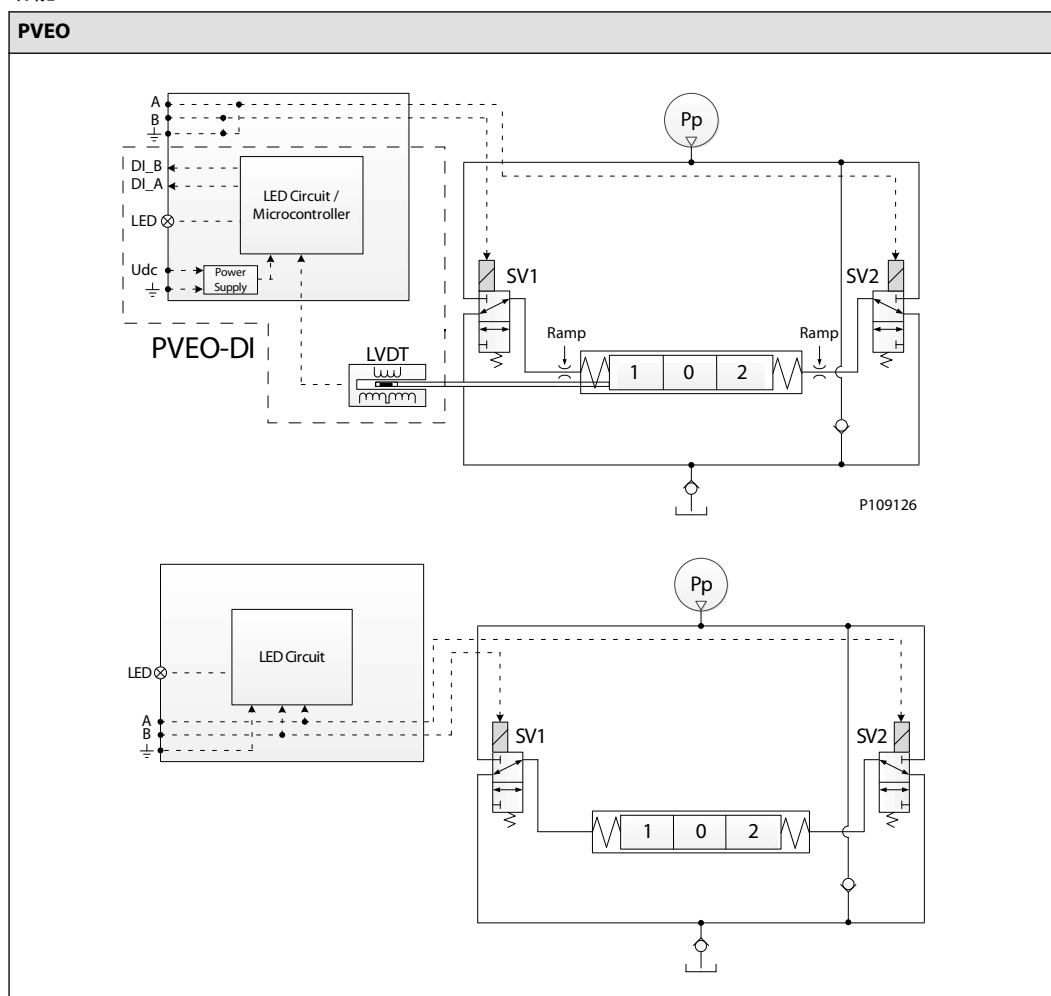 PVEO
A
B
Pp
DI_B
DI_A
LED
LED Circuit /
Microcontroller
Udc
Power
Supply
SV1
SV2
PVEO-DI
LVDT
Ramp
Ramp
1 0 2
P109126
Pp
LED Circuit
LED
A
B
SV1
SV2
1 0 2